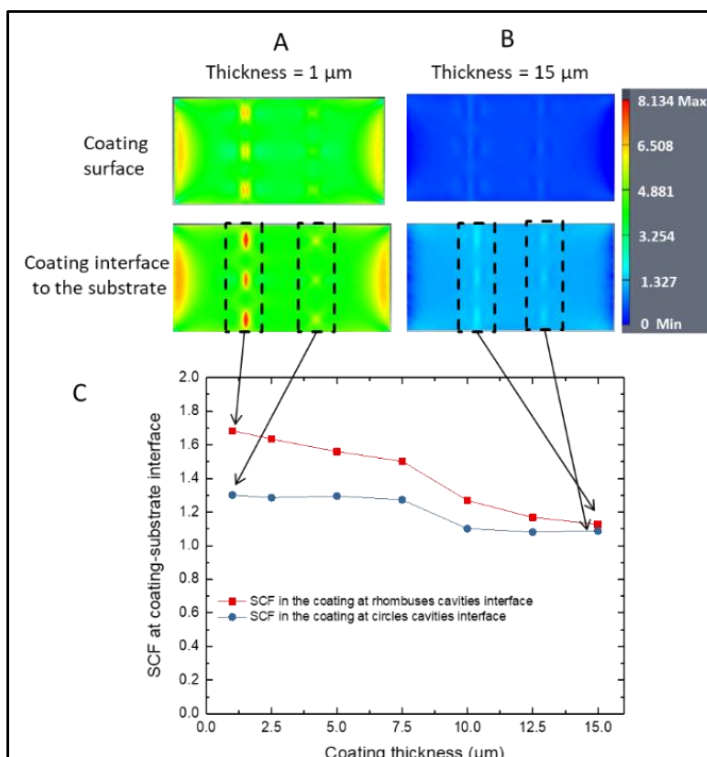 A
B
Thickness = 1 µm
Thickness = 15 µm
Coating
surface
Coating interface
to the substrate
8.134 Max
6.508
4.881
3.254
1.327
0 Min
C
SCF at coating-substrate interface
2.0
1.8
1.6
1.4
1.2
1.0
0.8
0.6
0.4
0.2
0.0
SCF in the coating at rhombuses cavities interface
SCF in the coating at circles cavities interface
0.0
2.5
5.0
7.5
10.0
12.5
15.0
Coating thickness (µm)